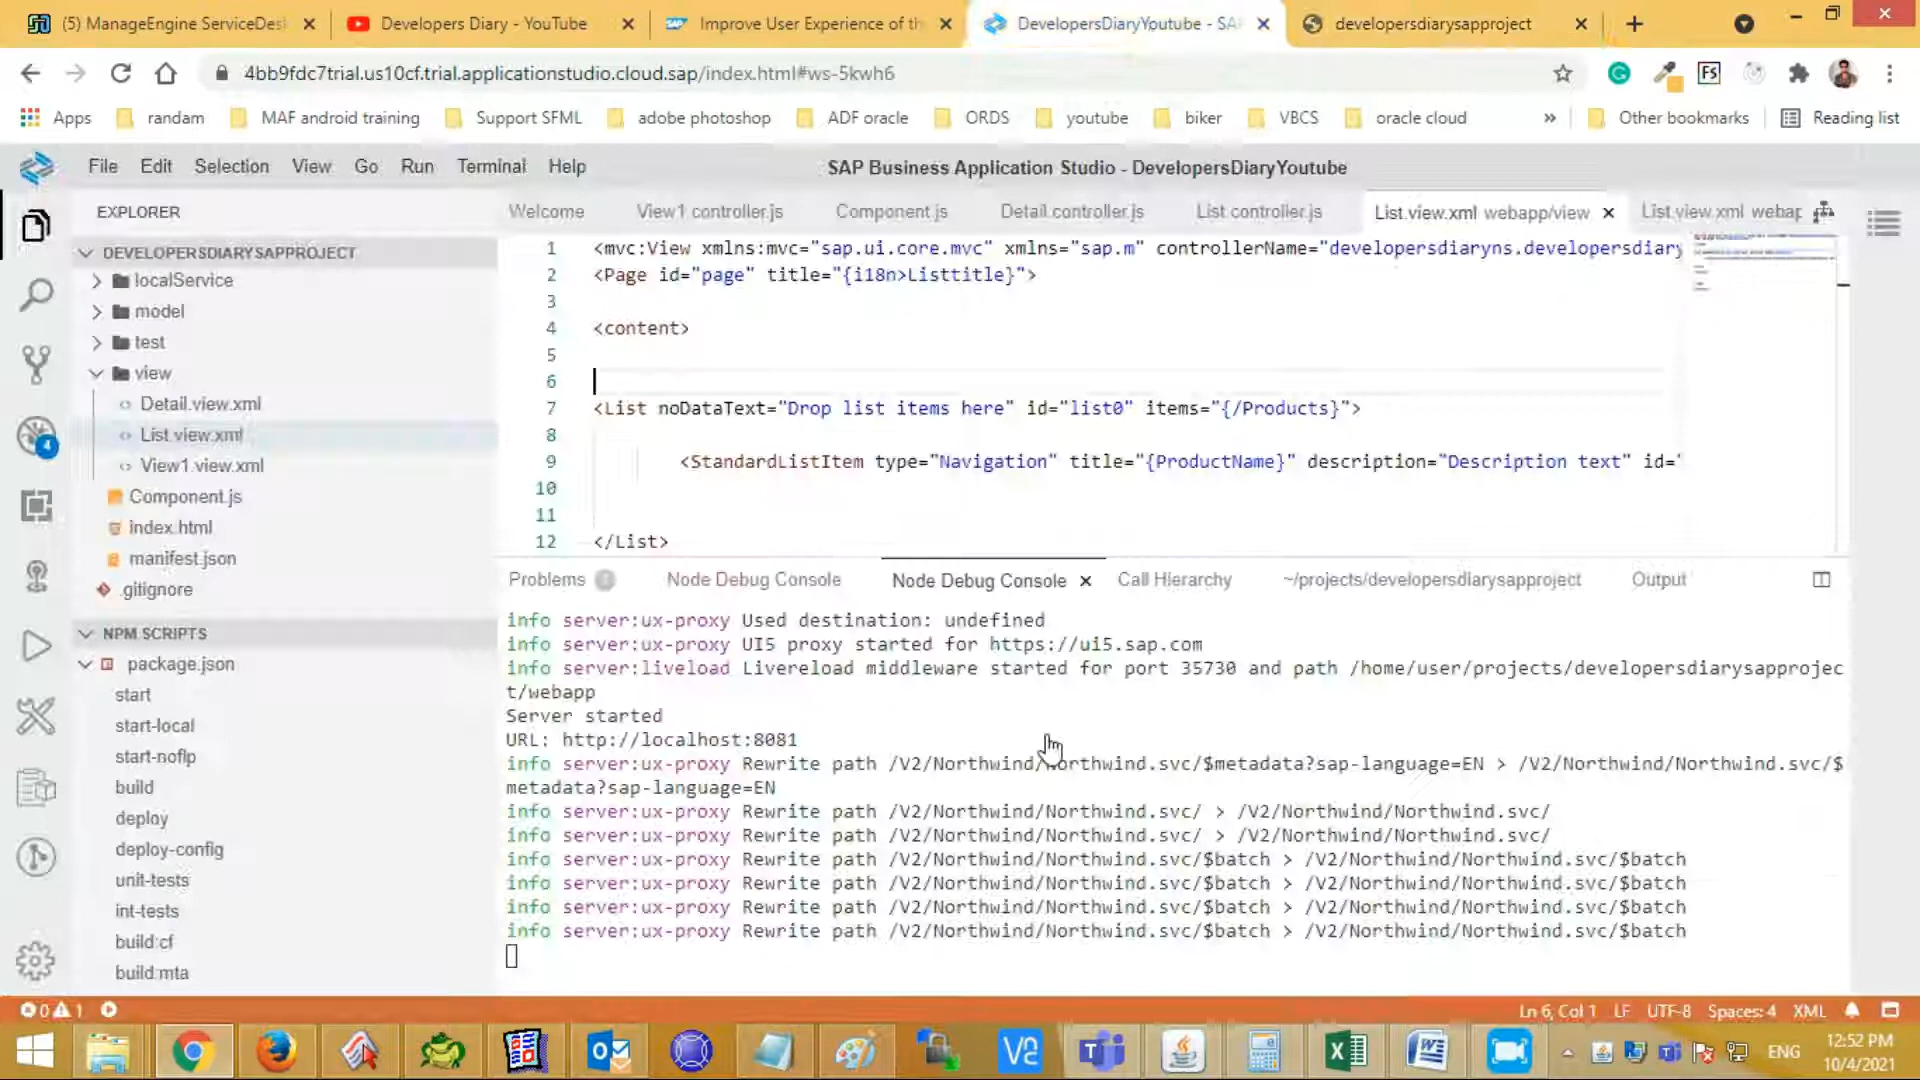 (5) ManageEngine ServiceDes
Developers Diary - YouTube
Improve User Experience of th
DevelopersDiaryYoutube - SA
developersdiarysapproject
4bb9fdc7trial.us10cf.trial.applicationstudio.cloud.sap/index.html#ws-5kwh6
Apps
randam
MAF android training
Support SFML
adobe photoshop
ADF oracle
ORDS
youtube
biker
VBCS
oracle cloud
»
Other bookmarks
Reading list
File
Edit
Selection
View
Go
Run
Terminal
Help
SAP Business Application Studio - DevelopersDiaryYoutube
EXPLORER
DEVELOPERSDIARYSAPPROJECT
localService
model
test
view
Detail.view.xml
List.view.xml
View1.view.xml
Component.js
index.html
manifest.json
.gitignore
NPM SCRIPTS
package.json
start
start-local
start-noflp
build
deploy
deploy-config
unit-tests
int-tests
build:cf
build:mta
4
Welcome
View1.controller.js
Component.js
Detail.controller.js
List.controller.js
List.view.xml webapp/view
List.view.xml webap
1 <mvc:View xmlns:mvc="sap.ui.core.mvc" xmlns="sap.m" controllerName="developersdiaryns.developersdiary
2 <Page id="page" title="{i18n>Listtitle}">
3
4 <content>
5
6
7 <List noDataText="Drop list items here" id="list0" items="{/Products}">
8
9 <StandardListItem type="Navigation" title="{ProductName}" description="Description text" id="
10
11
12 </List>
Problems 1
Node Debug Console
Node Debug Console
Call Hierarchy
~/projects/developersdiarysapproject
Output
info server:ux-proxy Used destination: undefined
info server:ux-proxy UI5 proxy started for https://ui5.sap.com
info server:liveload Livereload middleware started for port 35730 and path /home/user/projects/developersdiarysapprojec
t/webapp
Server started
URL: http://localhost:8081
info server:ux-proxy Rewrite path /V2/Northwind/Northwind.svc/$metadata?sap-language=EN > /V2/Northwind/Northwind.svc/$
metadata?sap-language=EN
info server:ux-proxy Rewrite path /V2/Northwind/Northwind.svc/ > /V2/Northwind/Northwind.svc/
info server:ux-proxy Rewrite path /V2/Northwind/Northwind.svc/ > /V2/Northwind/Northwind.svc/
info server:ux-proxy Rewrite path /V2/Northwind/Northwind.svc/$batch > /V2/Northwind/Northwind.svc/$batch
info server:ux-proxy Rewrite path /V2/Northwind/Northwind.svc/$batch > /V2/Northwind/Northwind.svc/$batch
info server:ux-proxy Rewrite path /V2/Northwind/Northwind.svc/$batch > /V2/Northwind/Northwind.svc/$batch
info server:ux-proxy Rewrite path /V2/Northwind/Northwind.svc/$batch > /V2/Northwind/Northwind.svc/$batch
0 1
Ln 6, Col 1
LF
UTF-8
Spaces: 4
XML
ENG
12:52 PM
10/4/2021